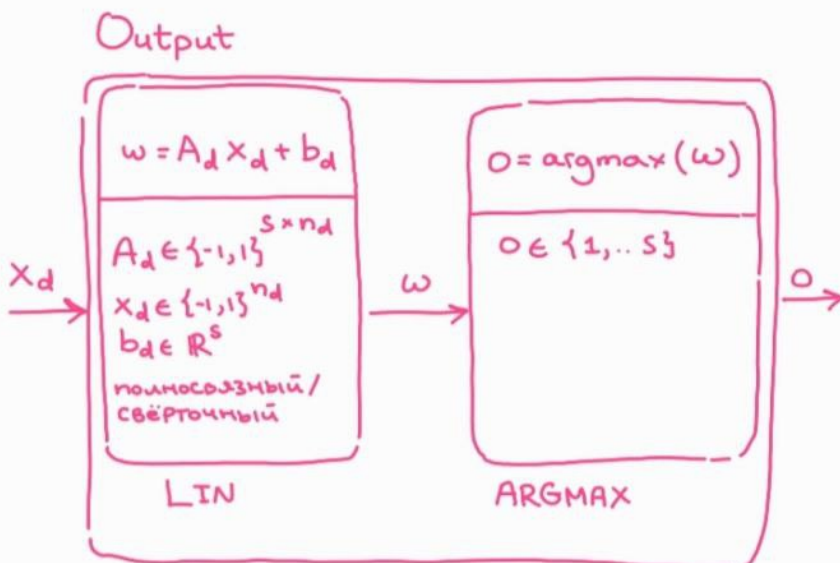 Output
w = A_d x_d + b_d
A_d ∈ {-1, 1}^{s × n_d}
x_d ∈ {-1, 1}^{n_d}
b_d ∈ ℝ^s
полносвязный/
свёрточный
LIN
o = argmax(w)
o ∈ {1,.. s}
ARGMAX
x_d
w
o